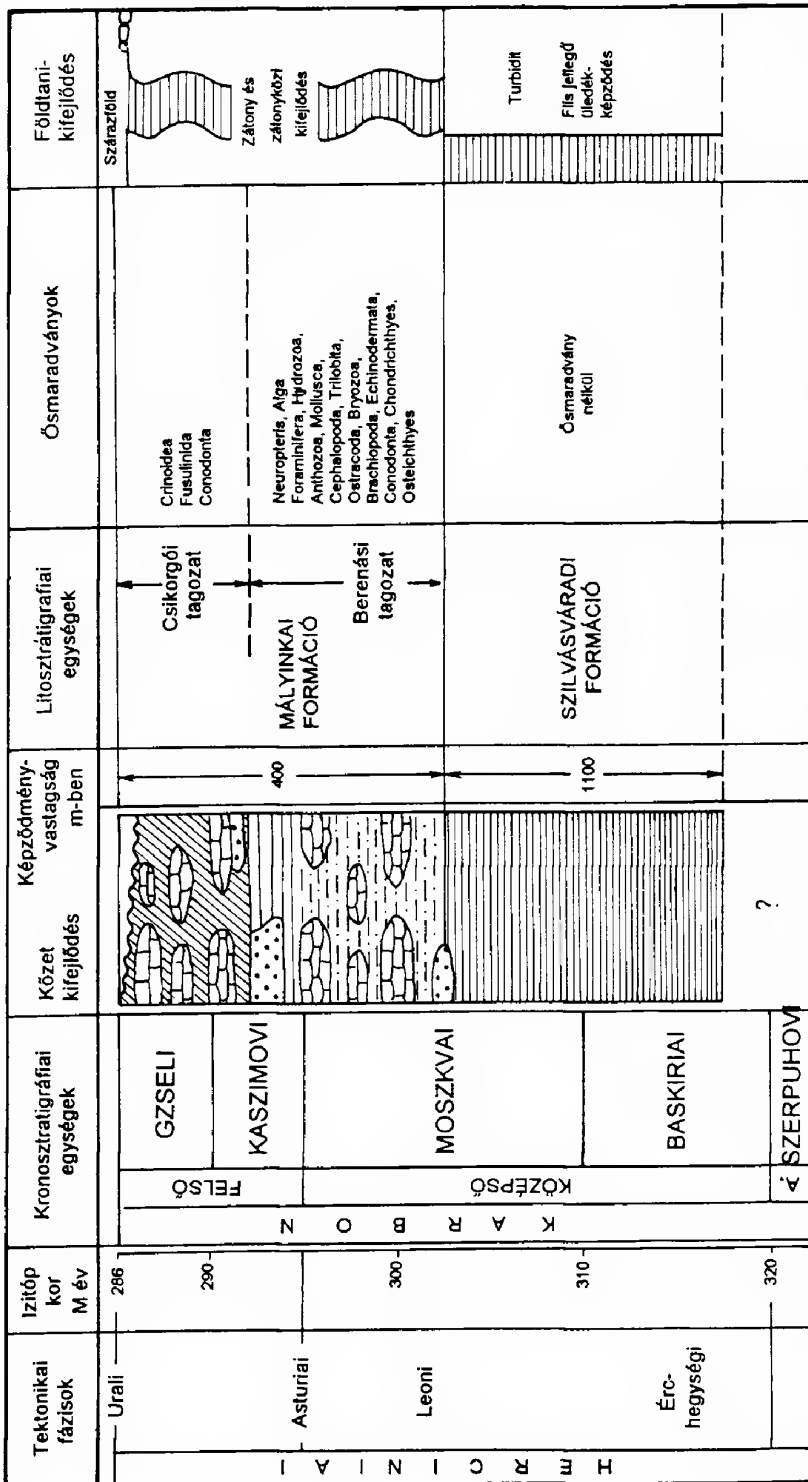 Tektonikai
fázisok
Izitóp
kor
M év
Kronosztratigráfiai
egységek
Kőzet
kifejlődés
Képződmény-
vastagság
m-ben
Litosztrátigrafiai
egységek
Ősmaradványok
Földtani-
kifejlődés
HERCINIAI
Urali
Asturiai
Leoni
Érc-
hegységi
286
290
300
310
320
KARBON
FELSŐ
KÖZÉPSŐ
A.
GZSELI
KASZIMOVI
MOSZKVAI
BASKIRIAI
SZERPUHOVI
?
400
1100
Csikorgói
tagozat
MÁLYINKAI
FORMÁCIÓ
Berenási
tagozat
SZILVÁSVÁRADI
FORMÁCIÓ
Crinoidea
Fusulinida
Conodonta
Neuropteris, Alga
Foraminifera, Hydrozoa,
Anthozoa, Mollusca,
Cephalopoda, Trilobita,
Ostracoda, Bryozoa,
Brachiopoda, Echinodermata,
Conodonta, Chondrichthyes,
Osteichthyes
Ősmaradvány
nélkül
Szárazföld
Zátony és
zátonyközi
kifejlődés
Turbidit
Flis jellegű
üledék-
képződés